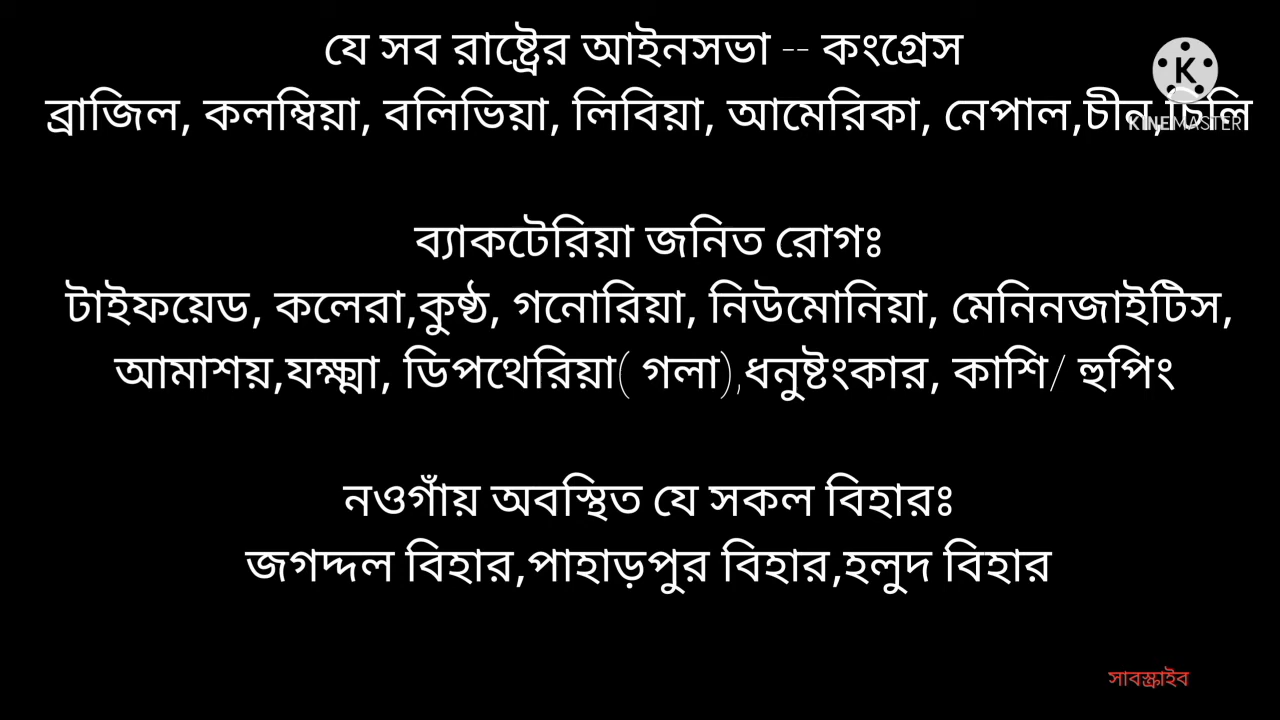 যে সব রাষ্ট্রের আইনসভা -- কংগ্রেস
ব্রাজিল, কলম্বিয়া, বলিভিয়া, লিবিয়া, আমেরিকা, নেপাল,চীন,চিলি
K
KINEMASTER
ব্যাকটেরিয়া জনিত রোগঃ
টাইফয়েড, কলেরা,কুষ্ঠ, গনোরিয়া, নিউমোনিয়া, মেনিনজাইটিস,
আমাশয়,যক্ষ্মা, ডিপথেরিয়া( গলা),ধনুষ্টংকার, কাশি/ হুপিং
নওগাঁয় অবস্থিত যে সকল বিহারঃ
জগদ্দল বিহার,পাহাড়পুর বিহার,হলুদ বিহার
সাবস্ক্রাইব